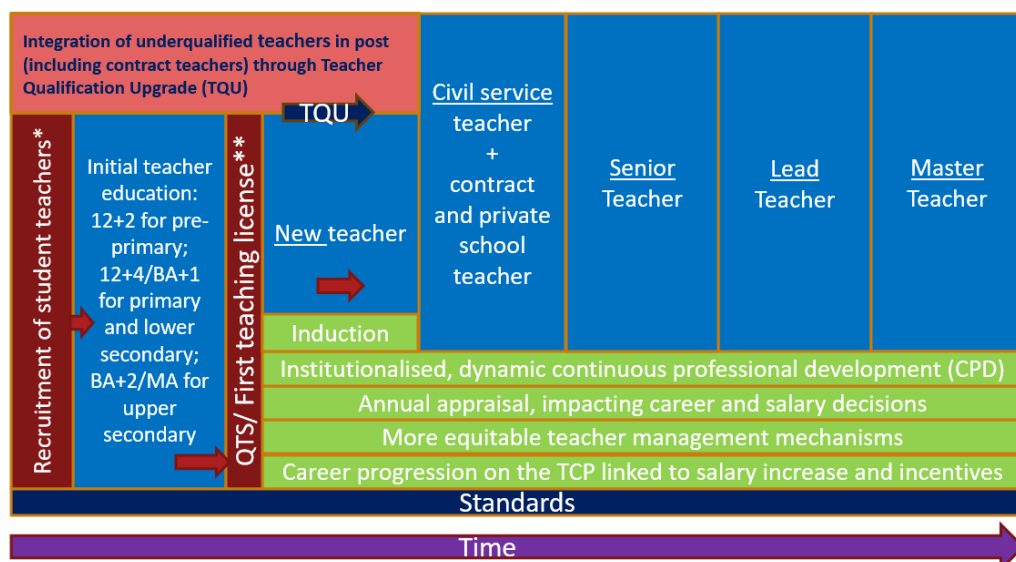 Integration of underqualified teachers in post
(including contract teachers) through Teacher
Qualification Upgrade (TQU)
TQU
Recruitment of student teachers*
Initial teacher
education:
12+2 for pre-
primary;
12+4/BA+1
for primary
and lower
secondary;
BA+2/MA for
upper
secondary
QTS/ First teaching license**
New teacher
Induction
Civil service
teacher
+
contract
and private
school
teacher
Senior
Teacher
Lead
Teacher
Master
Teacher
Institutionalised, dynamic continuous professional development (CPD)
Annual appraisal, impacting career and salary decisions
More equitable teacher management mechanisms
Career progression on the TCP linked to salary increase and incentives
Standards
Time